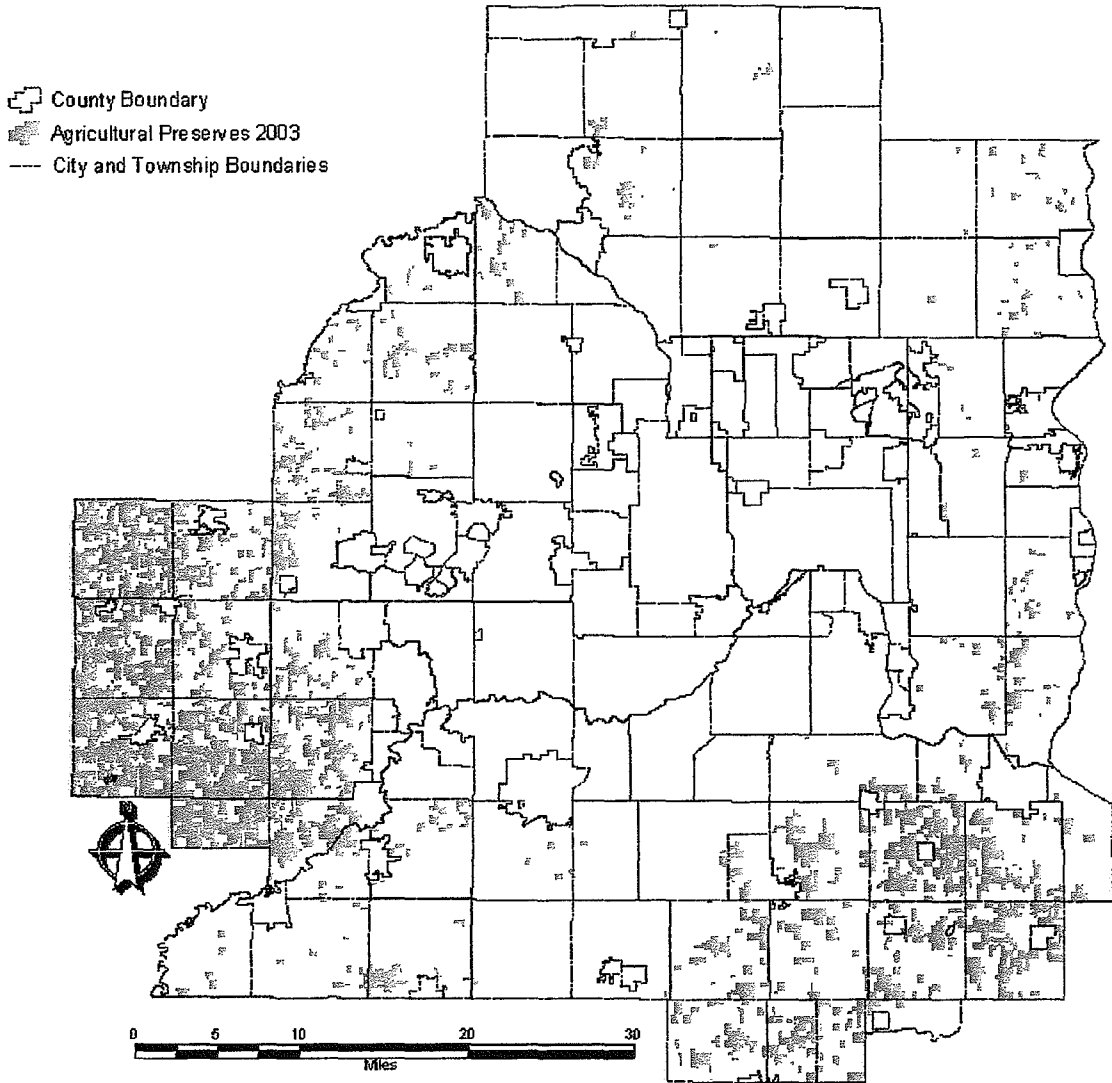 County Boundary
Agricultural Preserves 2003
City and Township Boundaries
0 5 10 20 30
Miles